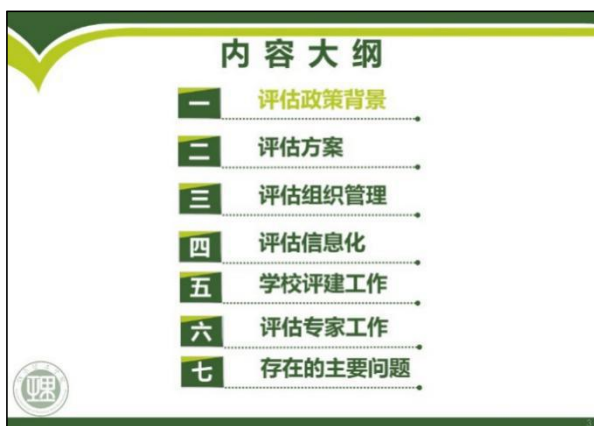 内容大纲
一 评估政策背景
二 评估方案
三 评估组织管理
四 评估信息化
五 学校评建工作
六 评估专家工作
七 存在的主要问题